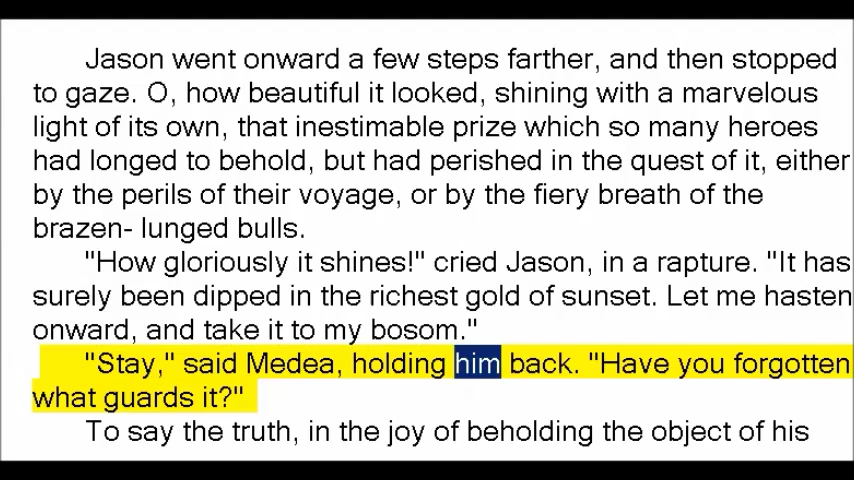 Jason went onward a few steps farther, and then stopped
to gaze. O, how beautiful it looked, shining with a marvelous
light of its own, that inestimable prize which so many heroes
had longed to behold, but had perished in the quest of it, either
by the perils of their voyage, or by the fiery breath of the
brazen- lunged bulls.
"How gloriously it shines!" cried Jason, in a rapture. "It has
surely been dipped in the richest gold of sunset. Let me hasten
onward, and take it to my bosom."
"Stay," said Medea, holding him back. "Have you forgotten
what guards it?"
To say the truth, in the joy of beholding the object of his